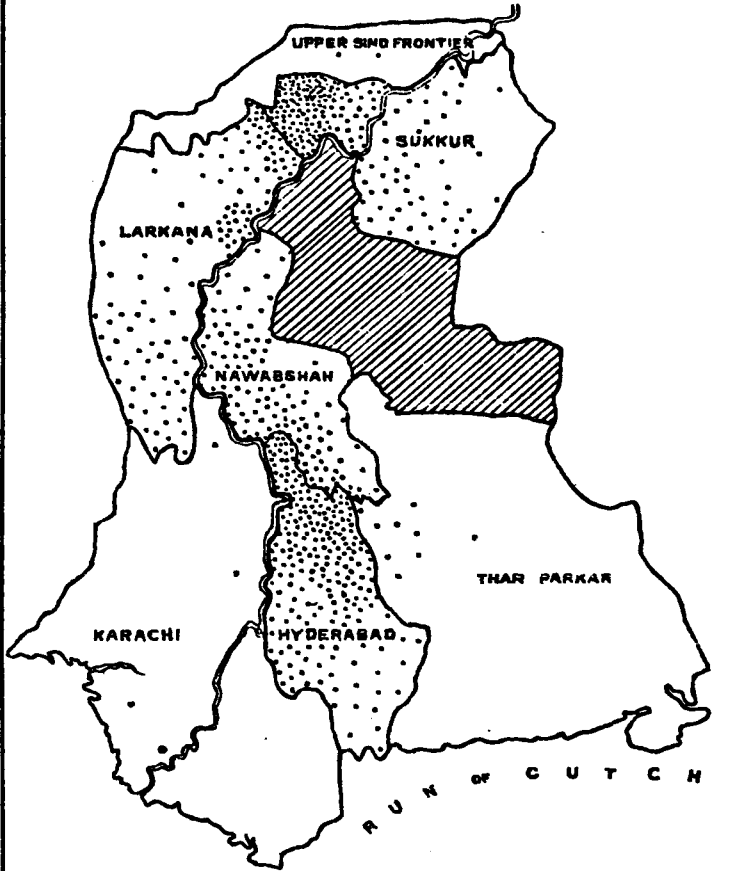 UPPER SIND FRONTIER
SUKKUR
LARKANA
NAWABSHAH
THAR PARKAR
KARACHI
HYDERABAD
RUN OF CUTCH